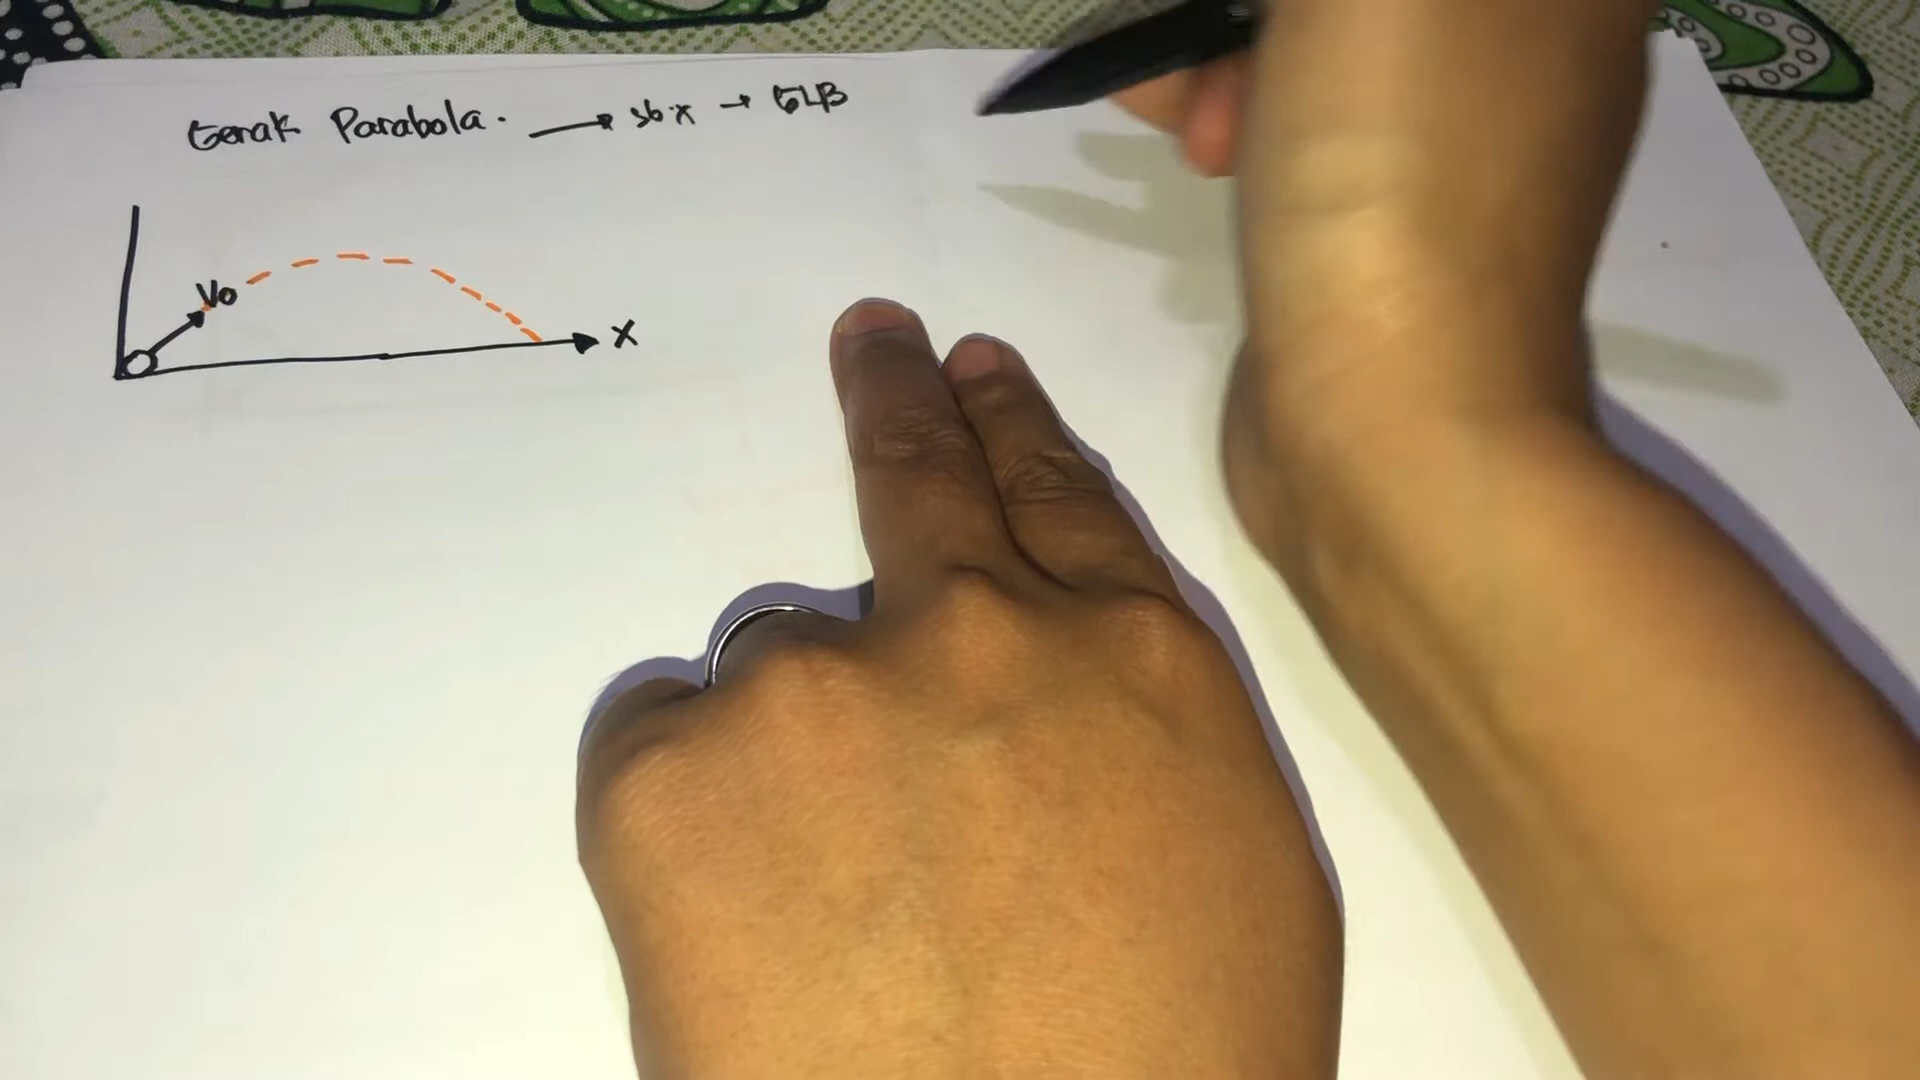 Gerak Parabola. → sb x → GLB
Vo
X